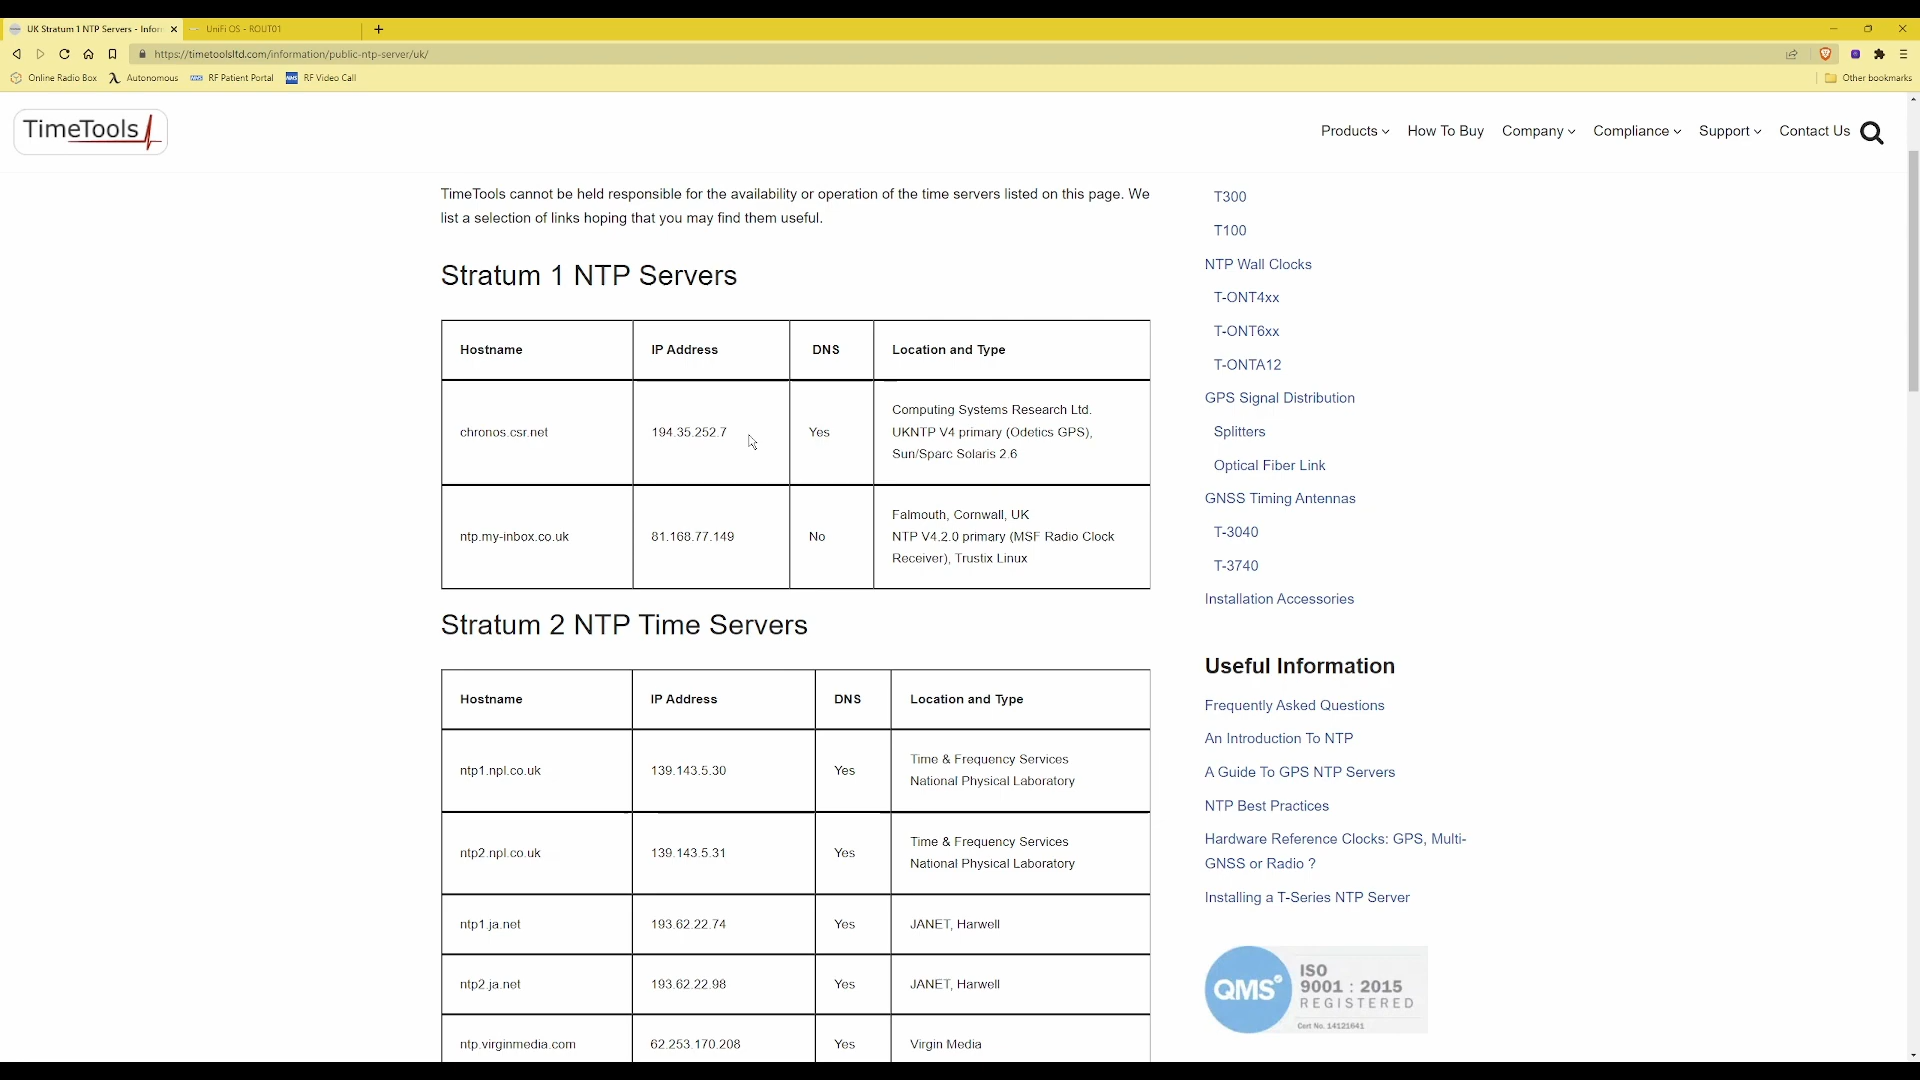 UK Stratum 1 NTP Servers - Inform
UniFi OS - ROUT01
https://timetoolsltd.com/information/public-ntp-server/uk/
Online Radio Box
Autonomous
RF Patient Portal
RF Video Call
Other bookmarks
TimeTools
Products
How To Buy
Company
Compliance
Support
Contact Us
TimeTools cannot be held responsible for the availability or operation of the time servers listed on this page. We
list a selection of links hoping that you may find them useful.
Stratum 1 NTP Servers
Hostname IP Address DNS Location and Type
chronos.csr.net 194.35.252.7 Yes Computing Systems Research Ltd.
UKNTP V4 primary (Odetics GPS),
Sun/Sparc Solaris 2.6
ntp.my-inbox.co.uk 81.168.77.149 No Falmouth, Cornwall, UK
NTP V4.2.0 primary (MSF Radio Clock
Receiver), Trustix Linux
Stratum 2 NTP Time Servers
Hostname IP Address DNS Location and Type
ntp1.npl.co.uk 139.143.5.30 Yes Time & Frequency Services
National Physical Laboratory
ntp2.npl.co.uk 139.143.5.31 Yes Time & Frequency Services
National Physical Laboratory
ntp1.ja.net 193.62.22.74 Yes JANET, Harwell
ntp2.ja.net 193.62.22.98 Yes JANET, Harwell
ntp.virginmedia.com 62.253.170.208 Yes Virgin Media
T300
T100
NTP Wall Clocks
T-ONT4xx
T-ONT6xx
T-ONTA12
GPS Signal Distribution
Splitters
Optical Fiber Link
GNSS Timing Antennas
T-3040
T-3740
Installation Accessories
Useful Information
Frequently Asked Questions
An Introduction To NTP
A Guide To GPS NTP Servers
NTP Best Practices
Hardware Reference Clocks: GPS, Multi-
GNSS or Radio ?
Installing a T-Series NTP Server
QMS
ISO
9001 : 2015
REGISTERED
Cert No. 14121641